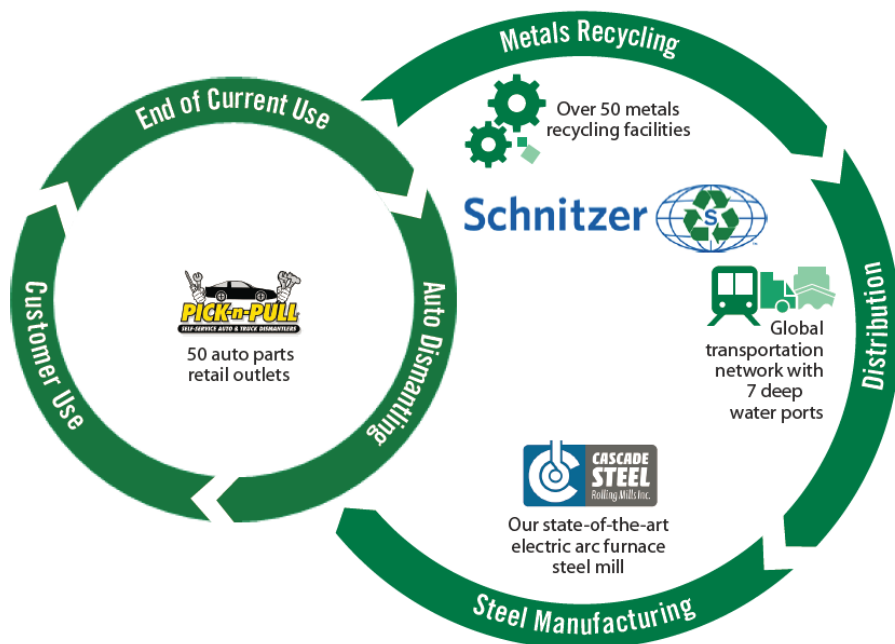 Metals Recycling
End of Current Use
Over 50 metals
recycling facilities
Schnitzer
S
Customer Use
PICK-n-PULL
SELF-SERVICE AUTO & TRUCK DISMANTLERS
50 auto parts
retail outlets
Auto Dismantling
Global
transportation
network with
7 deep
water ports
Distribution
CASCADE
STEEL
Rolling Mills Inc.
Our state-of-the-art
electric arc furnace
steel mill
Steel Manufacturing